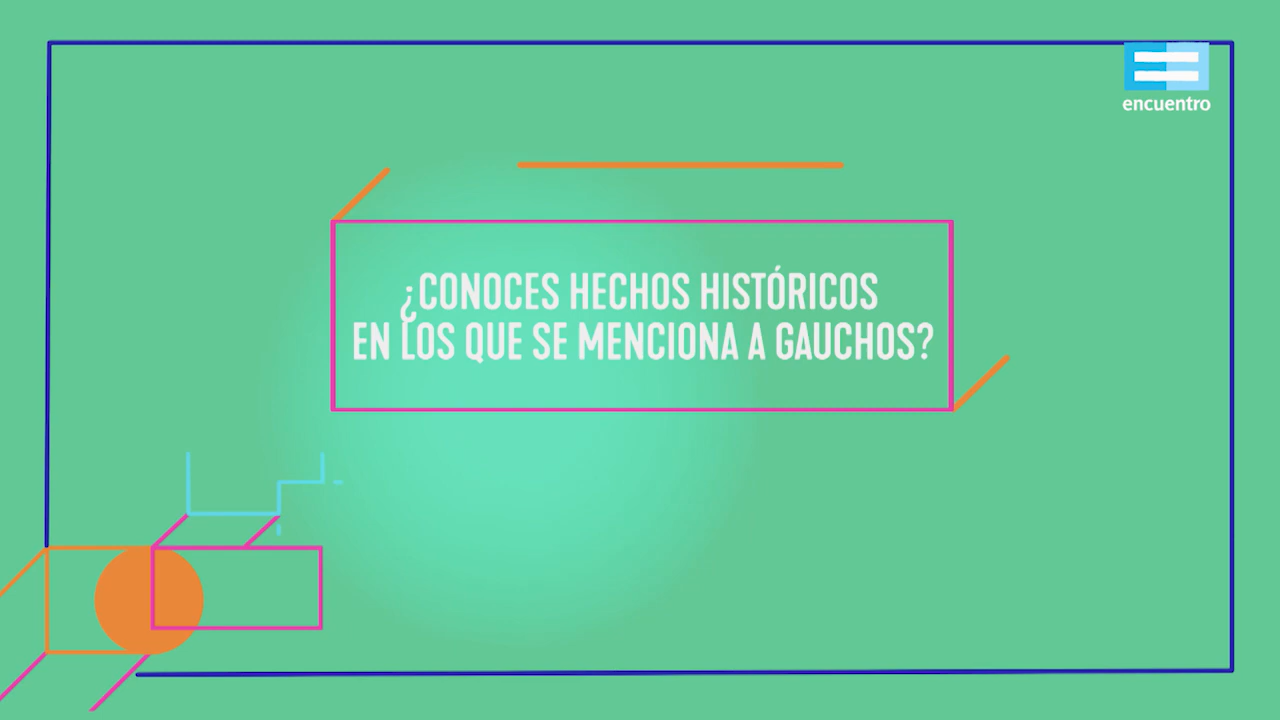 encuentro
¿CONOCES HECHOS HISTÓRICOS
EN LOS QUE SE MENCIONA A GAUCHOS?